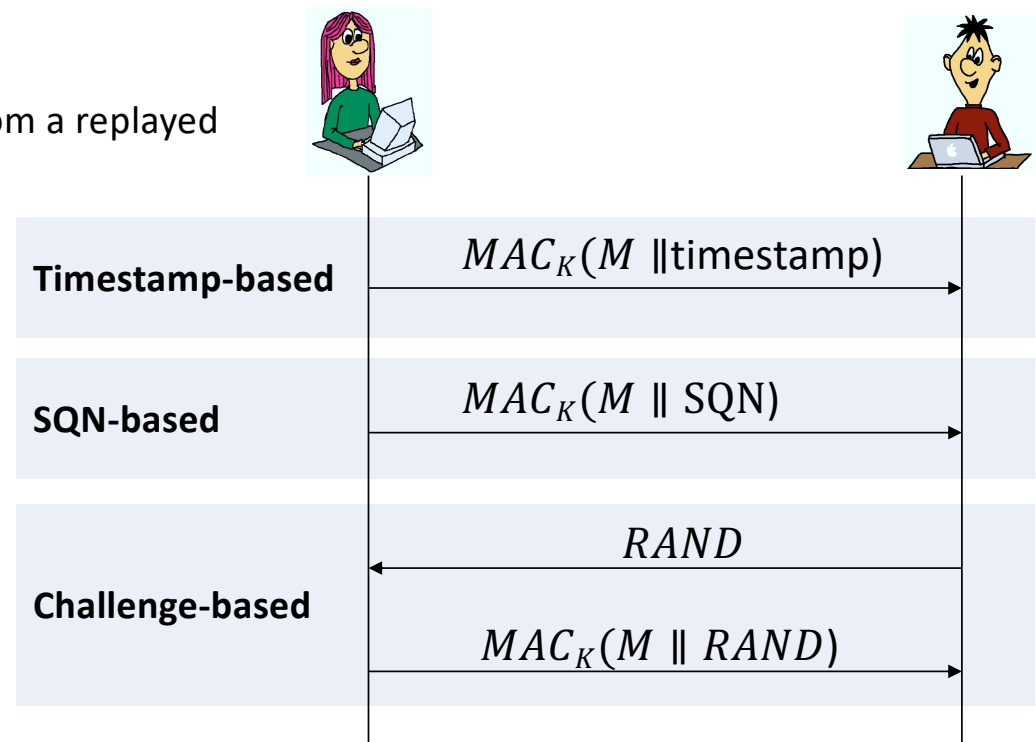 om a replayed
Timestamp-based
MAC_K(M ∥timestamp)
SQN-based
MAC_K(M ∥ SQN)
RAND
Challenge-based
MAC_K(M ∥ RAND)